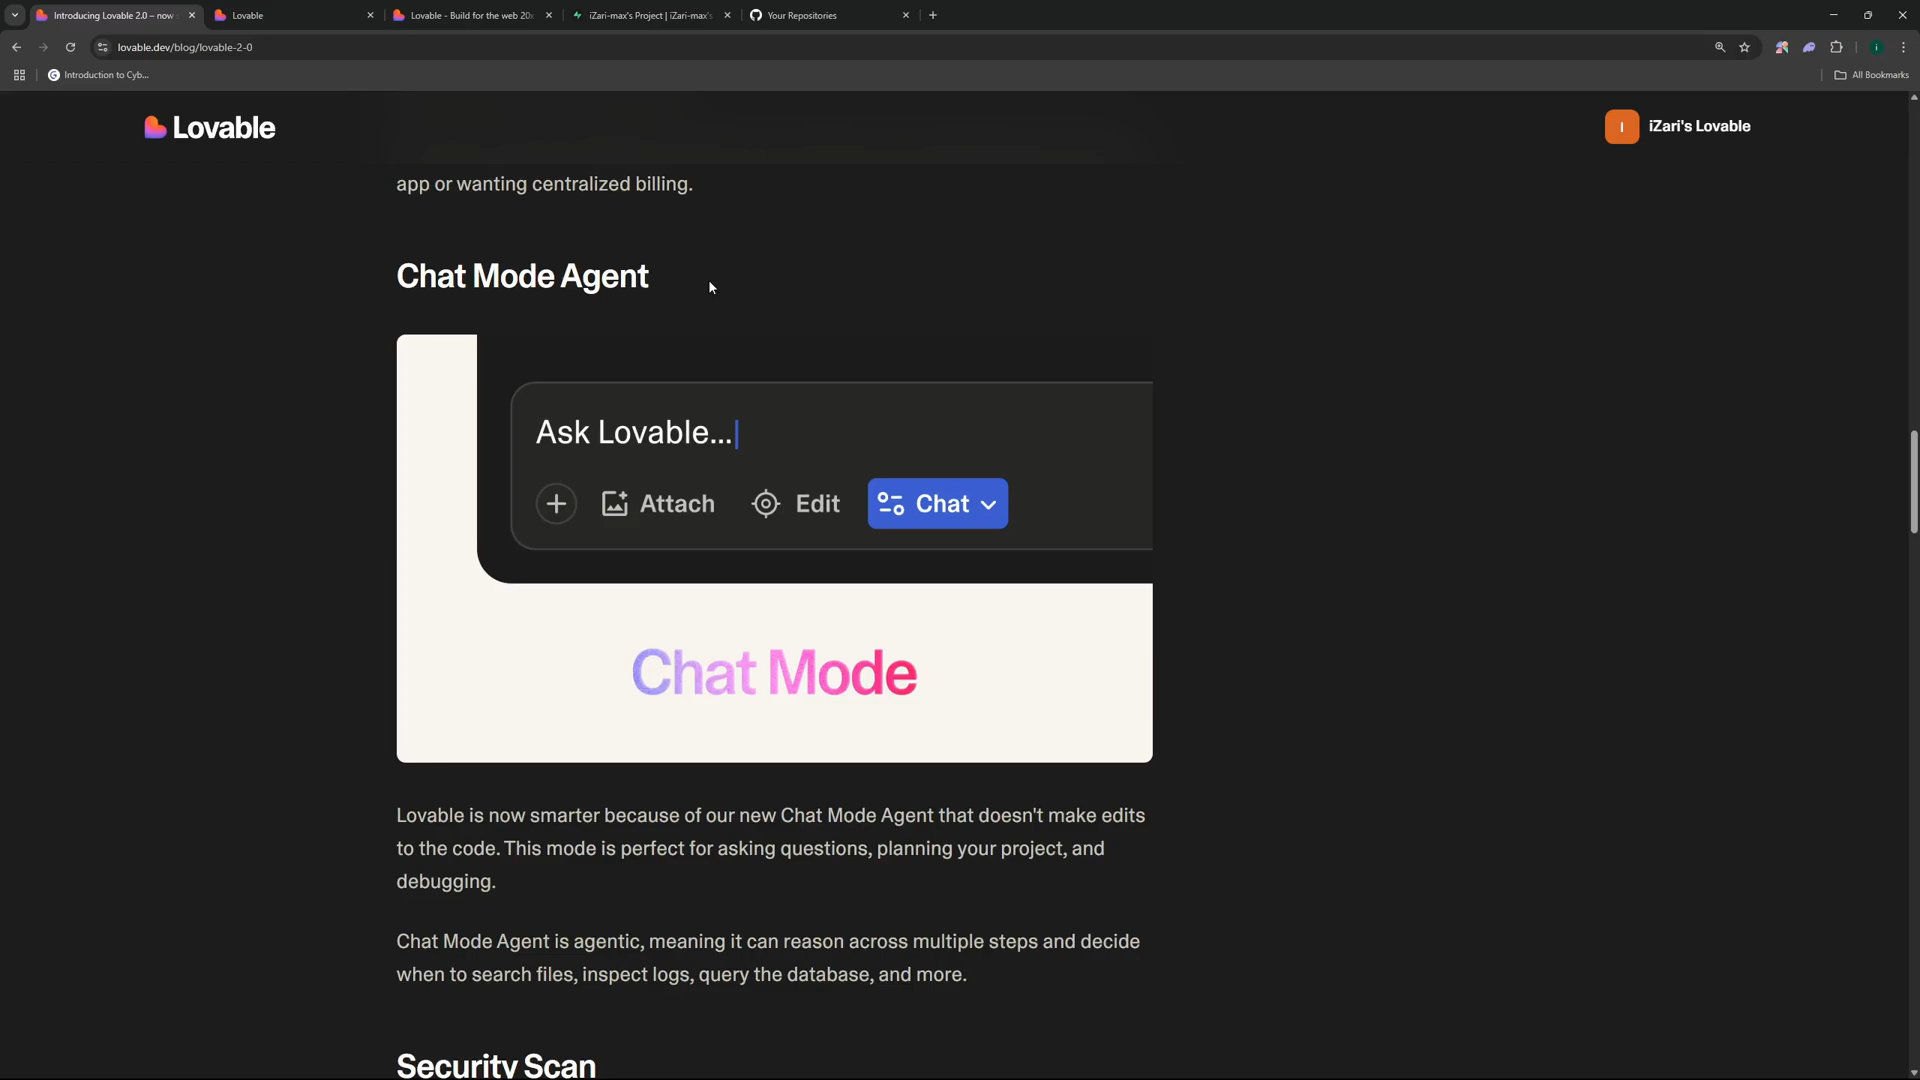 Introducing Lovable 2.0 – now
Lovable
Lovable - Build for the web 20x
iZari-max's Project | iZari-max's
Your Repositories
lovable.dev/blog/lovable-2-0
i
Introduction to Cyb...
All Bookmarks
Lovable
I
iZari's Lovable
app or wanting centralized billing.
Chat Mode Agent
Ask Lovable...
Attach
Edit
Chat
Chat Mode
Lovable is now smarter because of our new Chat Mode Agent that doesn't make edits
to the code. This mode is perfect for asking questions, planning your project, and
debugging.
Chat Mode Agent is agentic, meaning it can reason across multiple steps and decide
when to search files, inspect logs, query the database, and more.
Security Scan